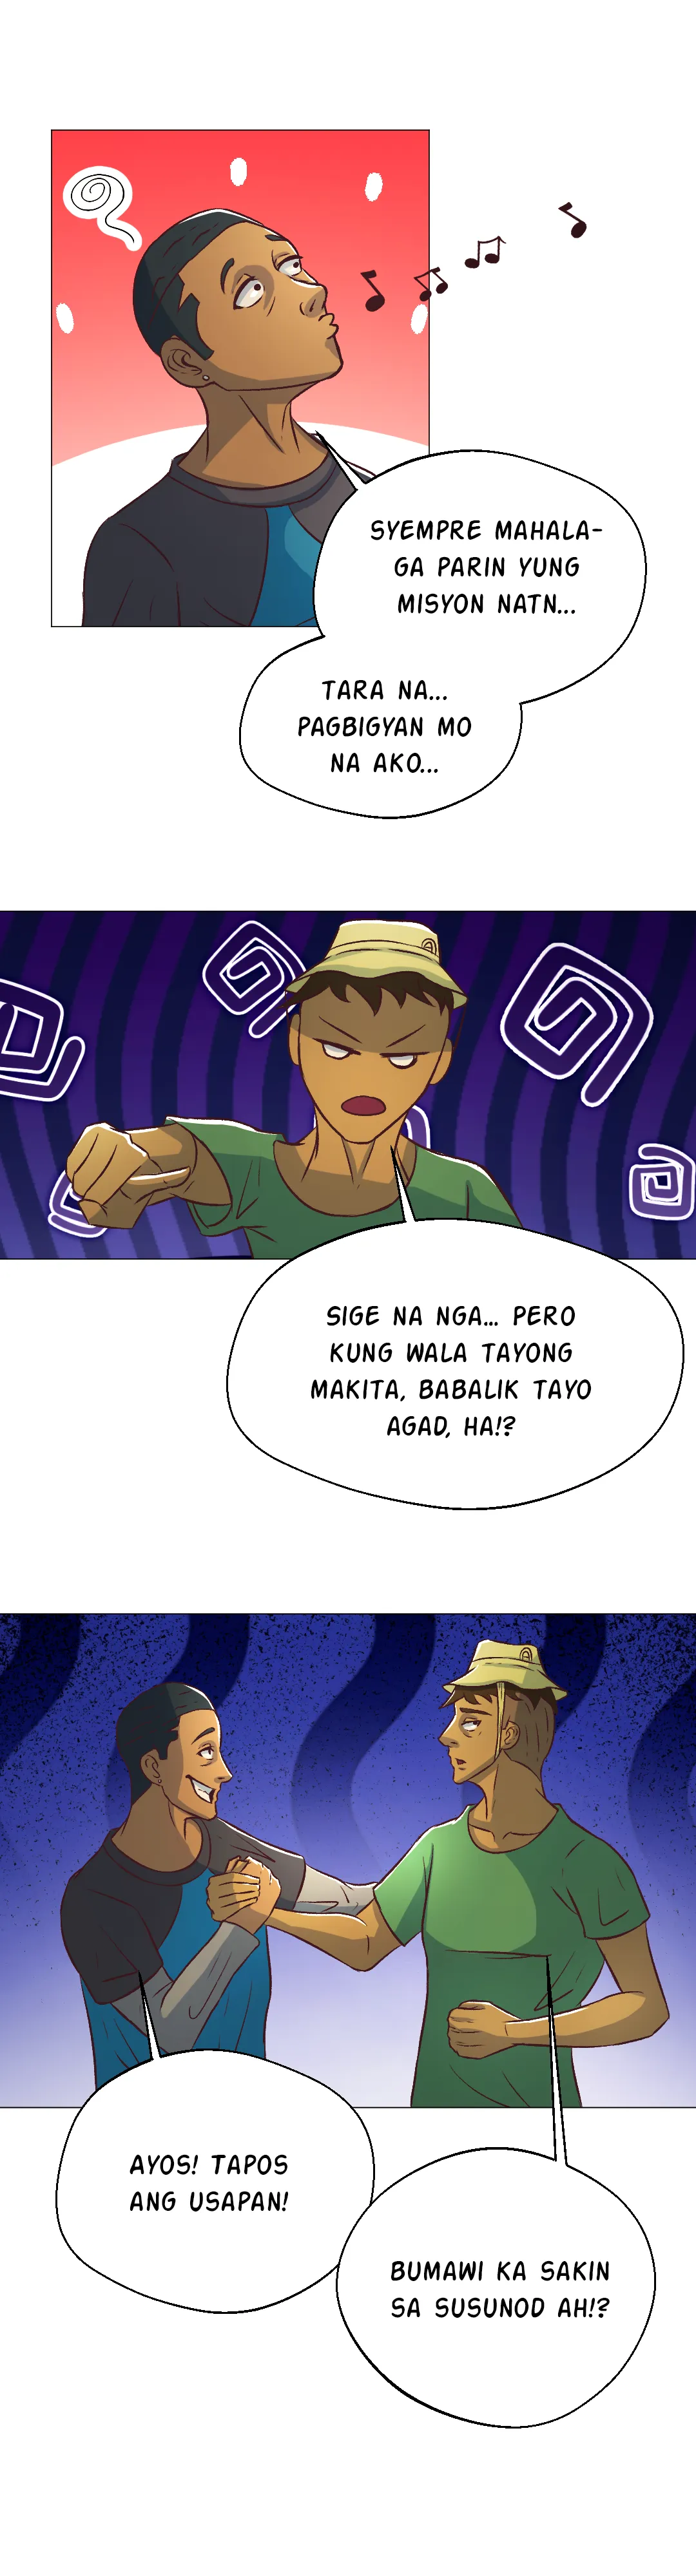 SYEMPRE MAHALA-
GA PARIN YUNG
MISYON NATN...
TARA NA...
PAGBIGYAN MO
NA AKO...
SIGE NA NGA... PERO
KUNG WALA TAYONG
MAKITA, BABALIK TAYO
AGAD, HA!?
AYOS! TAPOS
ANG USAPAN!
BUMAWI KA SAKIN
SA SUSUNOD AH!?